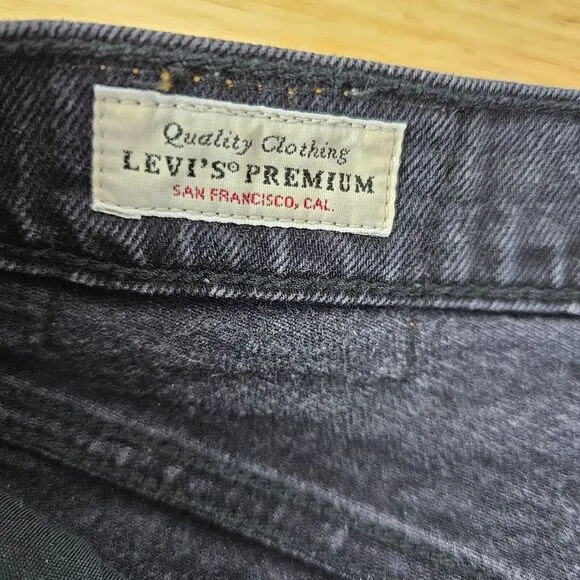 Quality Clothing
LEVI'S® PREMIUM
SAN FRANCISCO, CAL.